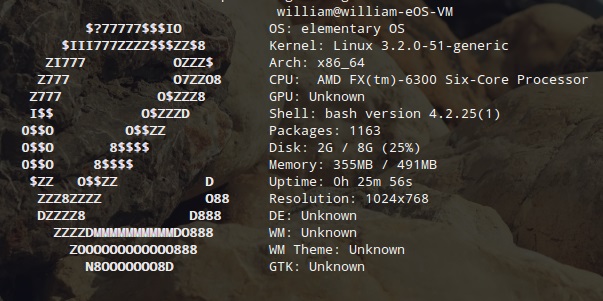 william@william-eOS-VM
$?77777$$$IO OS: elementary OS
$III777ZZZZ$$$ZZ$8 Kernel: Linux 3.2.0-51-generic
ZI777 OZZZ$ Arch: x86_64
Z777 O7ZZO8 CPU: AMD FX(tm)-6300 Six-Core Processor
Z777 O$ZZZ8 GPU: Unknown
I$$ O$ZZZD Shell: bash version 4.2.25(1)
O$$O O$$ZZ Packages: 1163
O$$O 8$$$$ Disk: 2G / 8G (25%)
O$$O 8$$$$ Memory: 355MB / 491MB
$ZZ O$$ZZ D Uptime: 0h 25m 56s
ZZZ8ZZZZ O88 Resolution: 1024x768
DZZZZ8 D888 DE: Unknown
ZZZZDMMMMMMMMMMDO888 WM: Unknown
ZOOOOOOOOOOOO888 WM Theme: Unknown
N8OOOOOO8D GTK: Unknown